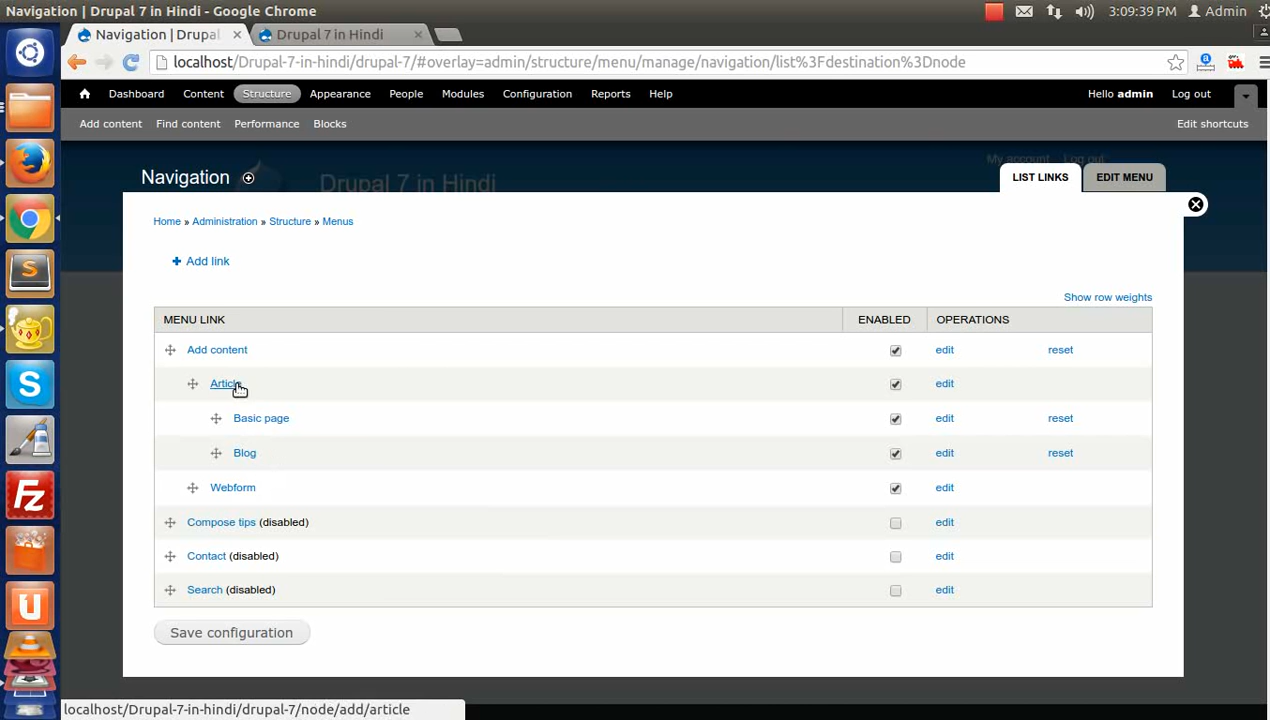 Navigation | Drupal 7 in Hindi - Google Chrome
3:09:39 PM
Admin
Navigation | Drupal
Drupal 7 in Hindi
localhost/Drupal-7-in-hindi/drupal-7/#overlay=admin/structure/menu/manage/navigation/list%3Fdestination%3Dnode
Dashboard Content Structure Appearance People Modules Configuration Reports Help
Hello admin Log out
Add content Find content Performance Blocks
Edit shortcuts
My account Log out
Drupal 7 in Hindi
Navigation
LIST LINKS EDIT MENU
Home » Administration » Structure » Menus
+ Add link
Show row weights
MENU LINK ENABLED OPERATIONS
Add content edit reset
Article edit
Basic page edit reset
Blog edit reset
Webform edit
Compose tips (disabled) edit
Contact (disabled) edit
Search (disabled) edit
Save configuration
localhost/Drupal-7-in-hindi/drupal-7/node/add/article